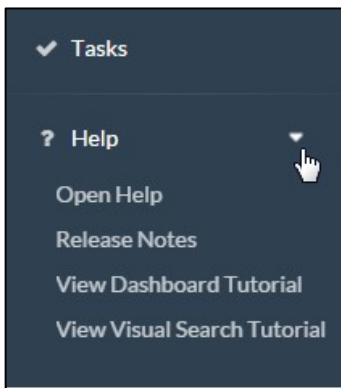 Tasks
? Help
Open Help
Release Notes
View Dashboard Tutorial
View Visual Search Tutorial